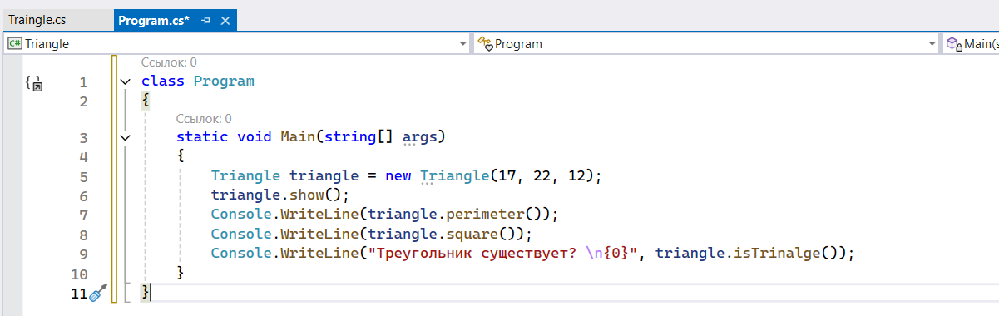 Traingle.cs Program.cs*
C# Triangle Program Main(s
Ссылок: 0
1 class Program
2 {
Ссылок: 0
3 static void Main(string[] args)
4 {
5 Triangle triangle = new Triangle(17, 22, 12);
6 triangle.show();
7 Console.WriteLine(triangle.perimeter());
8 Console.WriteLine(triangle.square());
9 Console.WriteLine("Треугольник существует? \n{0}", triangle.isTrinalge());
10 }
11 }